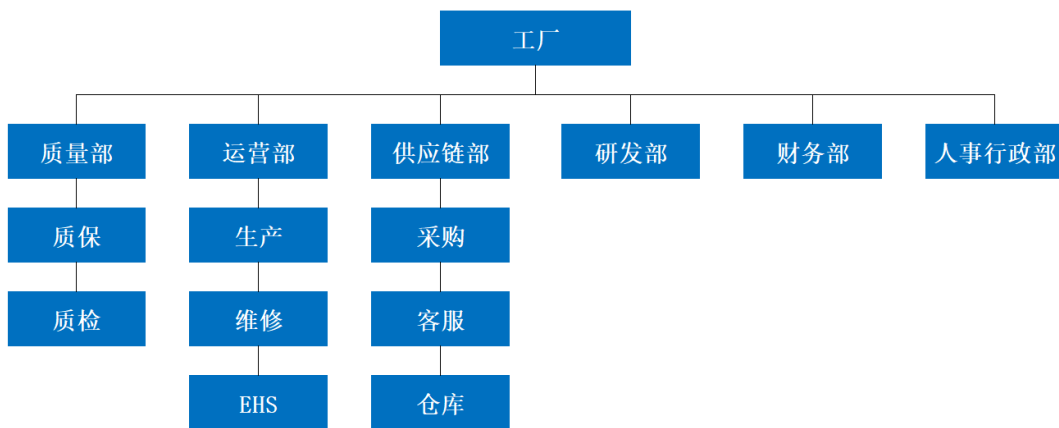 工厂
质量部
运营部
供应链部
研发部
财务部
人事行政部
质保
生产
采购
质检
维修
客服
EHS
仓库